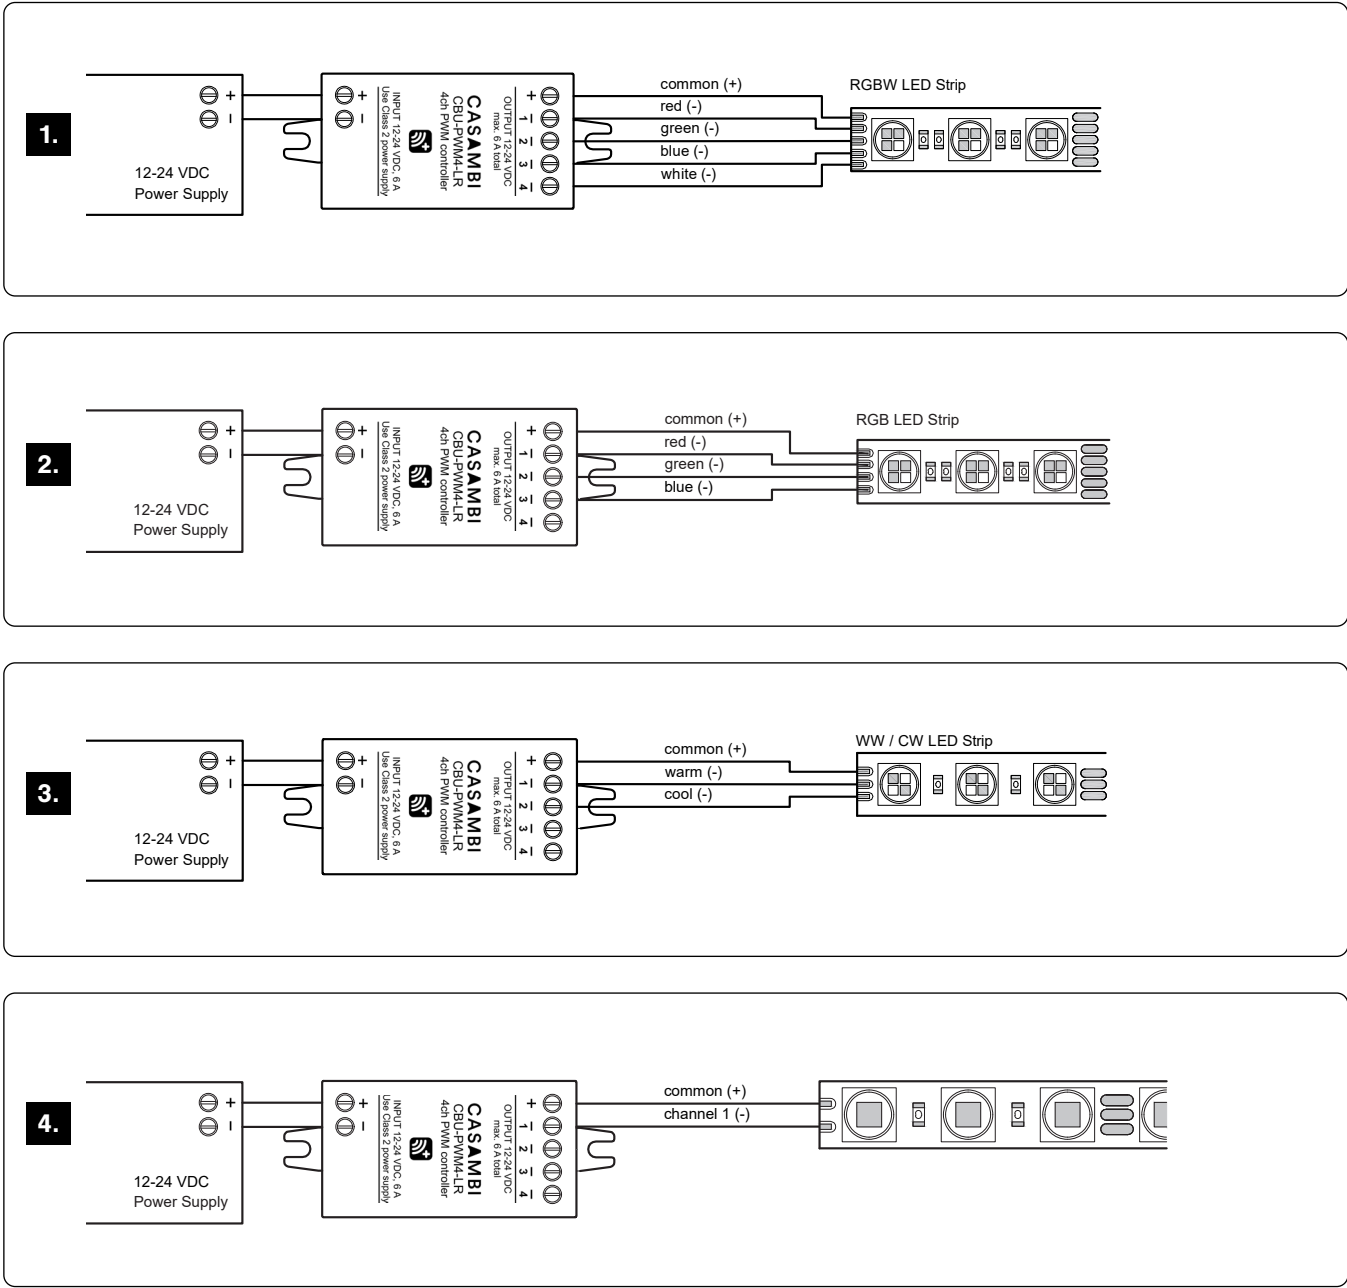 1.
+
−
12-24 VDC
Power Supply
+
−
INPUT 12-24 VDC, 6 A
Use Class 2 power supply
CASAMBI
CBU-PWM4-LR
4ch PWM controller
OUTPUT 12-24 VDC
max. 6 A total
+
1 −
2 −
3 −
4 −
common (+)
red (-)
green (-)
blue (-)
white (-)
RGBW LED Strip
2.
+
−
12-24 VDC
Power Supply
+
−
INPUT 12-24 VDC, 6 A
Use Class 2 power supply
CASAMBI
CBU-PWM4-LR
4ch PWM controller
OUTPUT 12-24 VDC
max. 6 A total
+
1 −
2 −
3 −
4 −
common (+)
red (-)
green (-)
blue (-)
RGB LED Strip
3.
+
−
12-24 VDC
Power Supply
+
−
INPUT 12-24 VDC, 6 A
Use Class 2 power supply
CASAMBI
CBU-PWM4-LR
4ch PWM controller
OUTPUT 12-24 VDC
max. 6 A total
+
1 −
2 −
3 −
4 −
common (+)
warm (-)
cool (-)
WW / CW LED Strip
4.
+
−
12-24 VDC
Power Supply
+
−
INPUT 12-24 VDC, 6 A
Use Class 2 power supply
CASAMBI
CBU-PWM4-LR
4ch PWM controller
OUTPUT 12-24 VDC
max. 6 A total
+
1 −
2 −
3 −
4 −
common (+)
channel 1 (-)